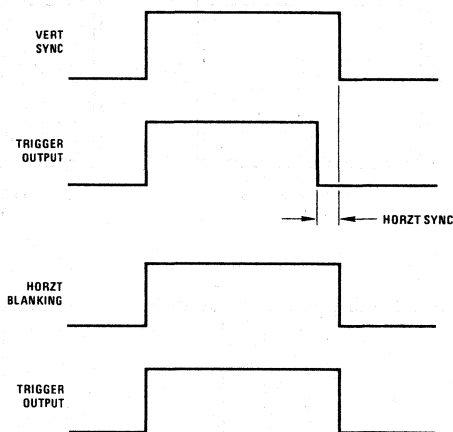 VERT
SYNC
TRIGGER
OUTPUT
HORZT SYNC
HORZT
BLANKING
TRIGGER
OUTPUT